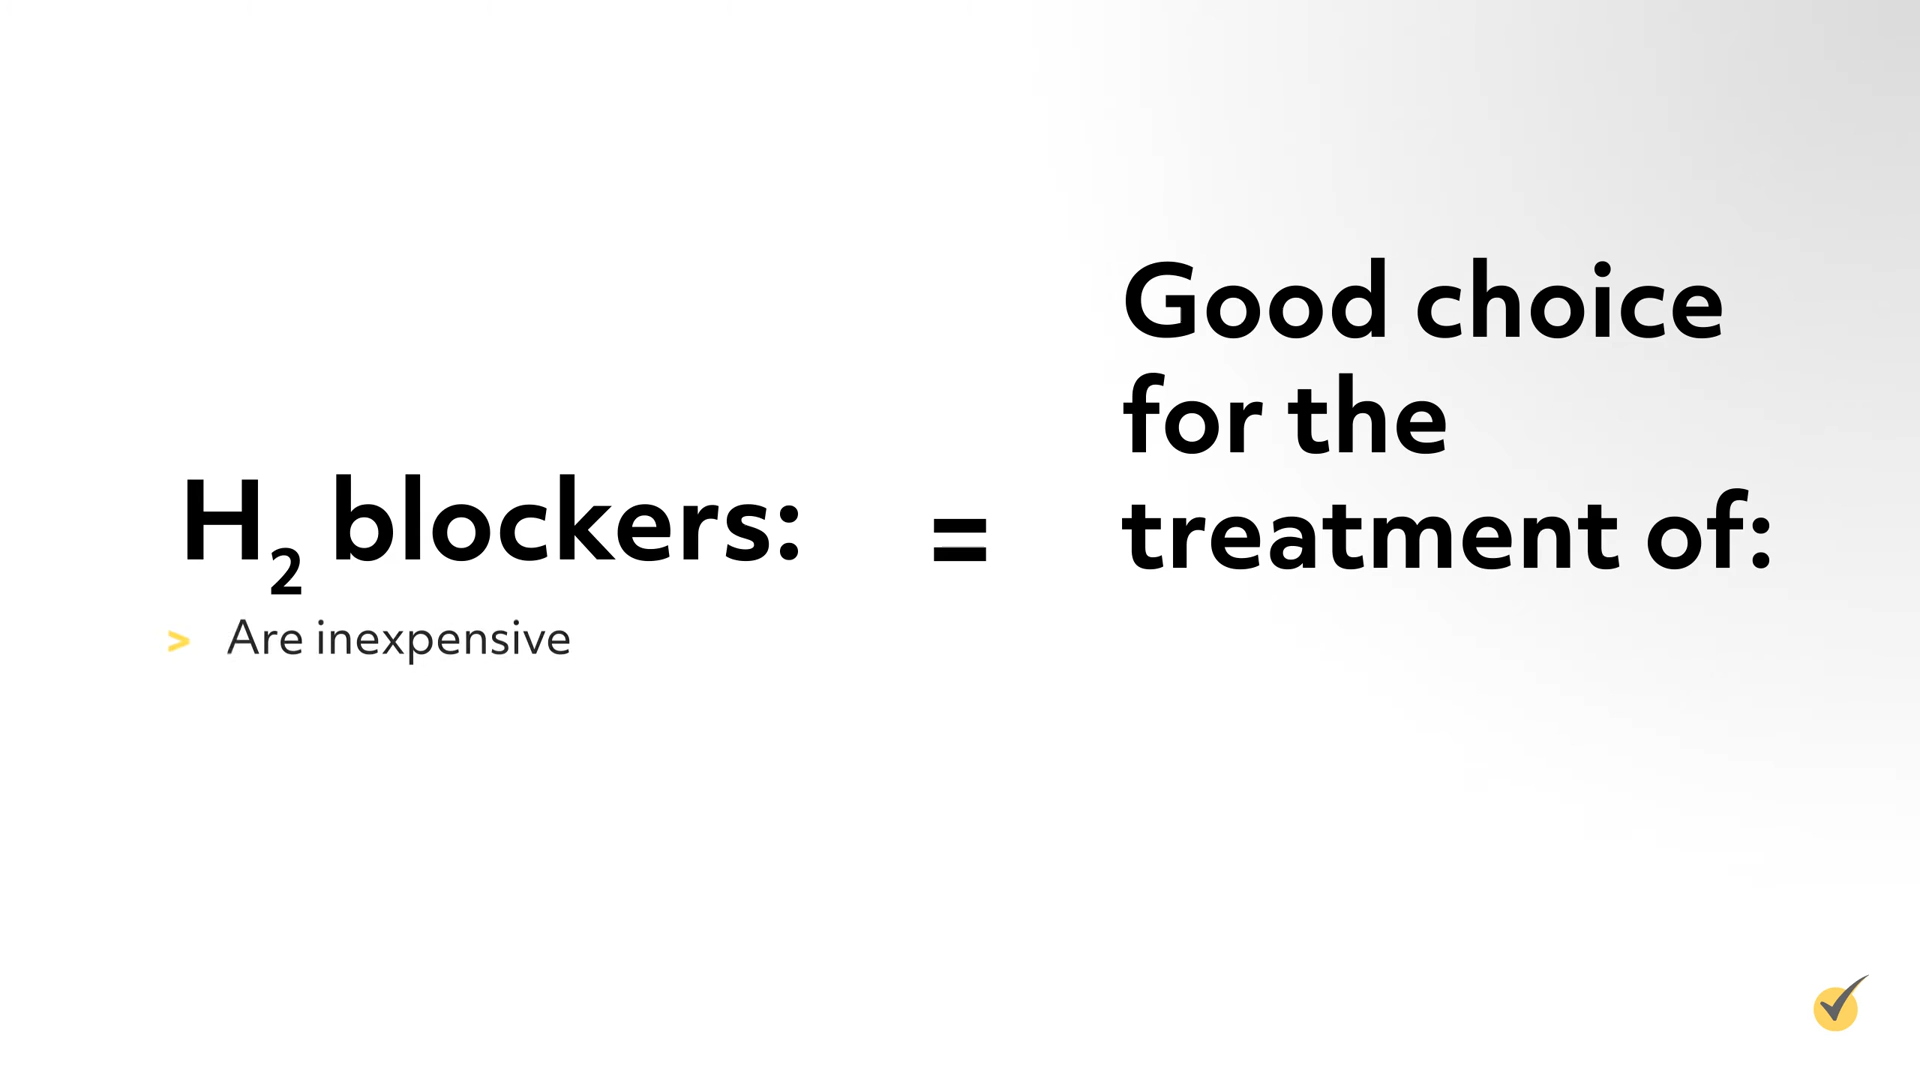 H₂ blockers:
> Are inexpensive
=
Good choice
for the
treatment of: